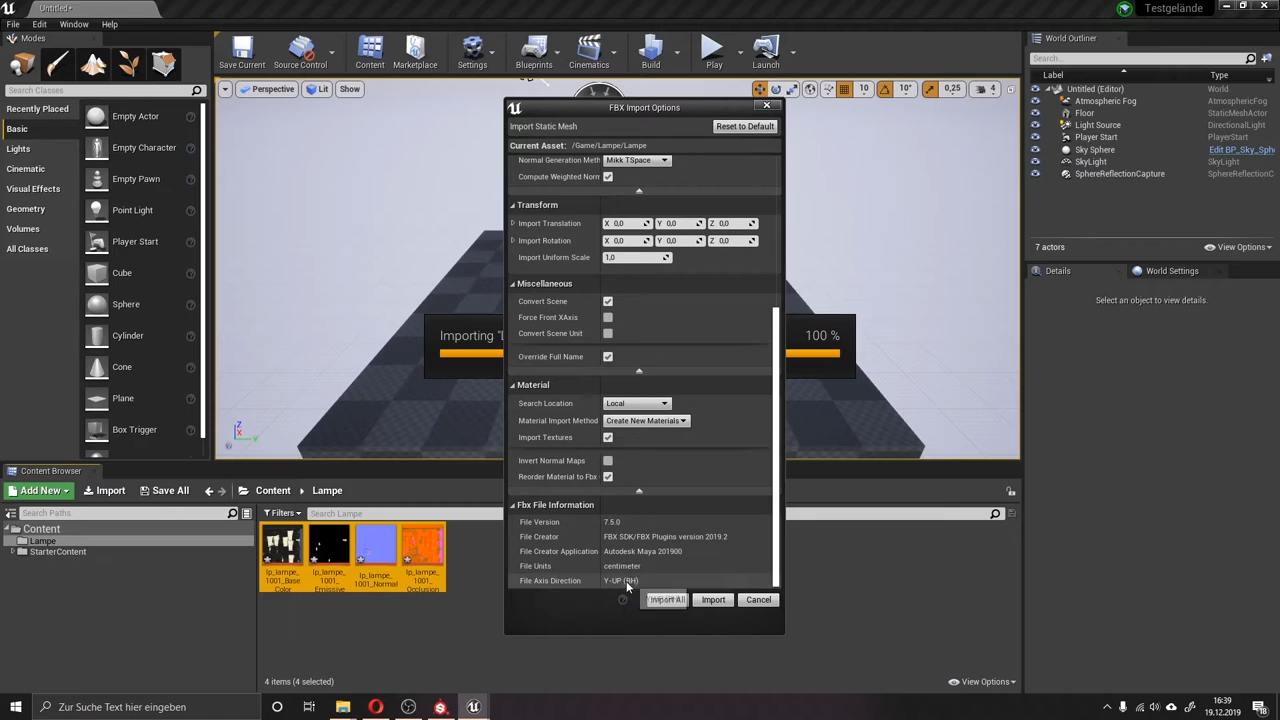 Untitled*
Testgelände
File Edit Window Help
Modes
Search Classes
Recently Placed
Basic
Lights
Cinematic
Visual Effects
Geometry
Volumes
All Classes
Empty Actor
Empty Character
Empty Pawn
Point Light
Player Start
Cube
Sphere
Cylinder
Cone
Plane
Box Trigger
Save Current
Source Control
Content
Marketplace
Settings
Blueprints
Cinematics
Build
Play
Launch
Perspective
Lit
Show
10
10°
0,25
4
FBX Import Options
Import Static Mesh
Reset to Default
Current Asset: /Game/Lampe/Lampe
Normal Generation Meth Mikk TSpace
Compute Weighted Norm
Transform
Import Translation X 0,0 Y 0,0 Z 0,0
Import Rotation X 0,0 Y 0,0 Z 0,0
Import Uniform Scale 1,0
Miscellaneous
Convert Scene
Force Front XAxis
Convert Scene Unit
Override Full Name
Material
Search Location Local
Material Import Method Create New Materials
Import Textures
Invert Normal Maps
Reorder Material to Fbx
Fbx File Information
File Version 7.5.0
File Creator FBX SDK/FBX Plugins version 2019.2
File Creator Application Autodesk Maya 201900
File Units centimeter
File Axis Direction Y-UP (RH)
Import All
Import
Cancel
Importing "L
100 %
World Outliner
Search...
Label Type
Untitled (Editor) World
Atmospheric Fog AtmosphericFog
Floor StaticMeshActor
Light Source DirectionalLight
Player Start PlayerStart
Sky Sphere Edit BP_Sky_Sph
SkyLight SkyLight
SphereReflectionCapture SphereReflectionC
7 actors
View Options
Details
World Settings
Select an object to view details.
Content Browser
Add New
Import
Save All
Content
Lampe
Search Paths
Filters
Search Lampe
Content
Lampe
StarterContent
lp_lampe_
1001_Base
Color
lp_lampe_
1001_
Emissive
lp_lampe_
1001_Normal
lp_lampe_
1001_
Occlusion
4 items (4 selected)
View Options
Zur Suche Text hier eingeben
16:39
19.12.2019
18